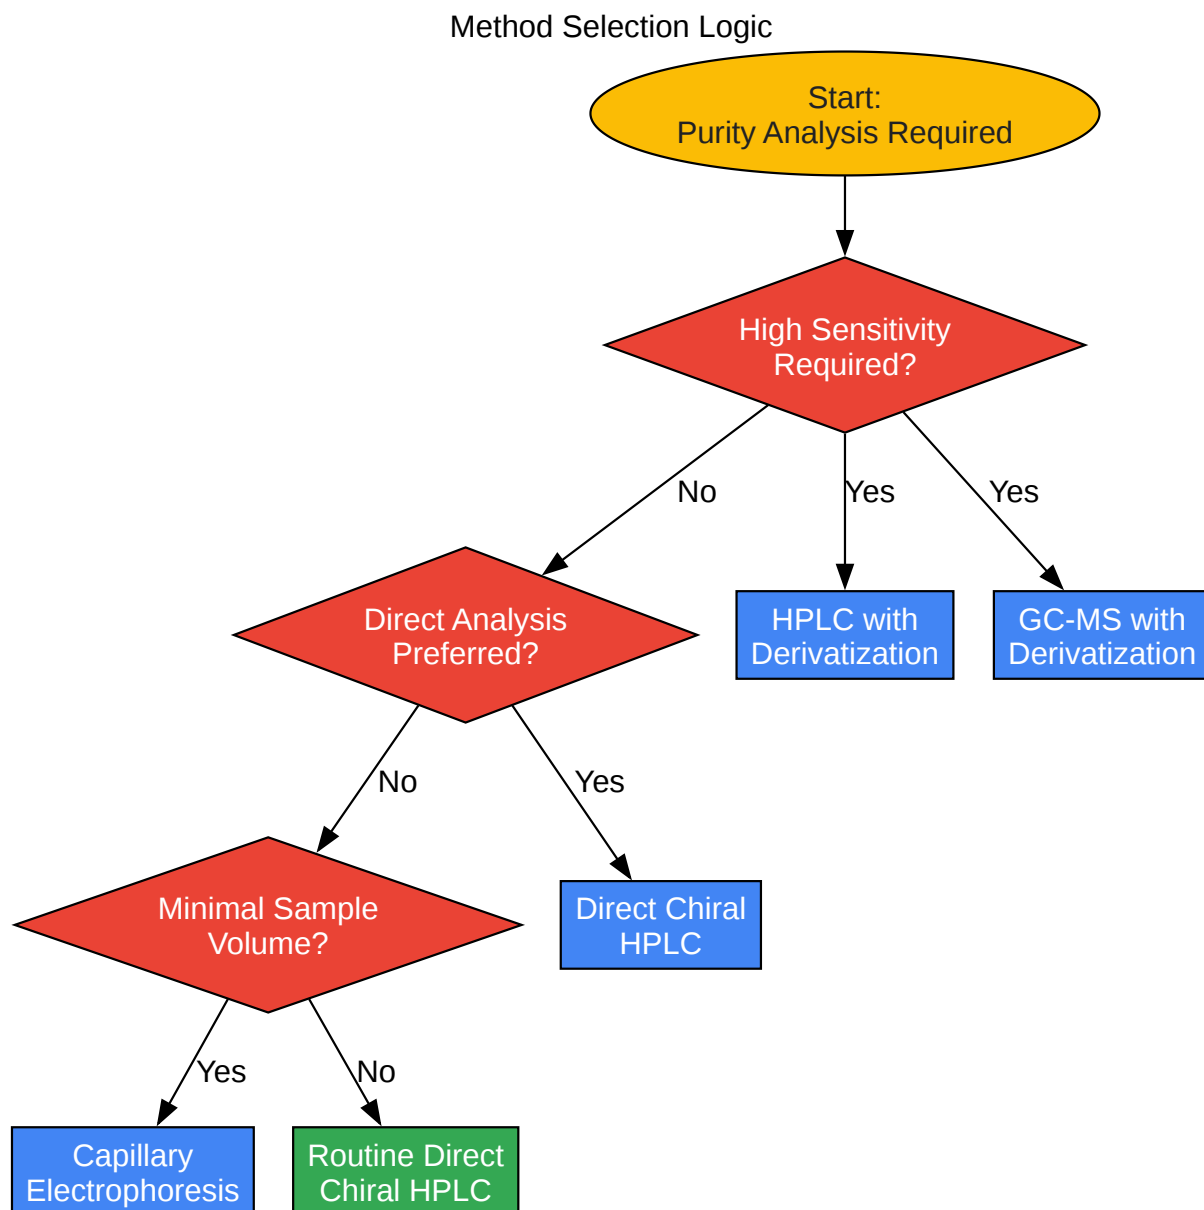 Method Selection Logic
Start:
Purity Analysis Required
High Sensitivity
Required?
No
Yes
Yes
Direct Analysis
Preferred?
HPLC with
Derivatization
GC-MS with
Derivatization
No
Yes
Minimal Sample
Volume?
Direct Chiral
HPLC
Yes
No
Capillary
Electrophoresis
Routine Direct
Chiral HPLC